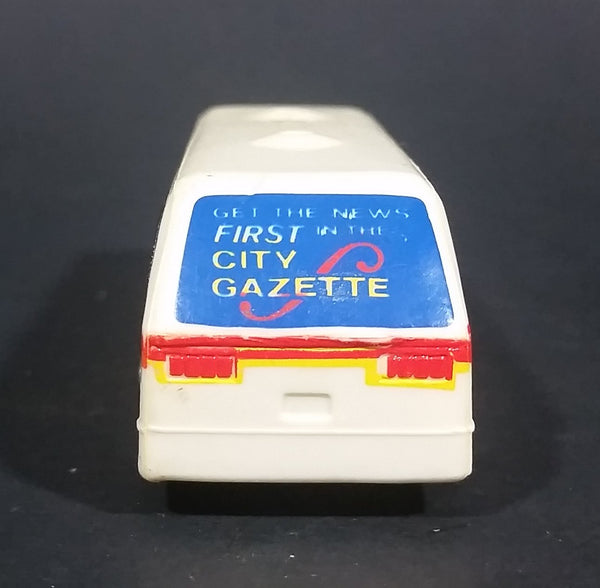 GET THE NEWS
FIRST IN THE
CITY
GAZETTE